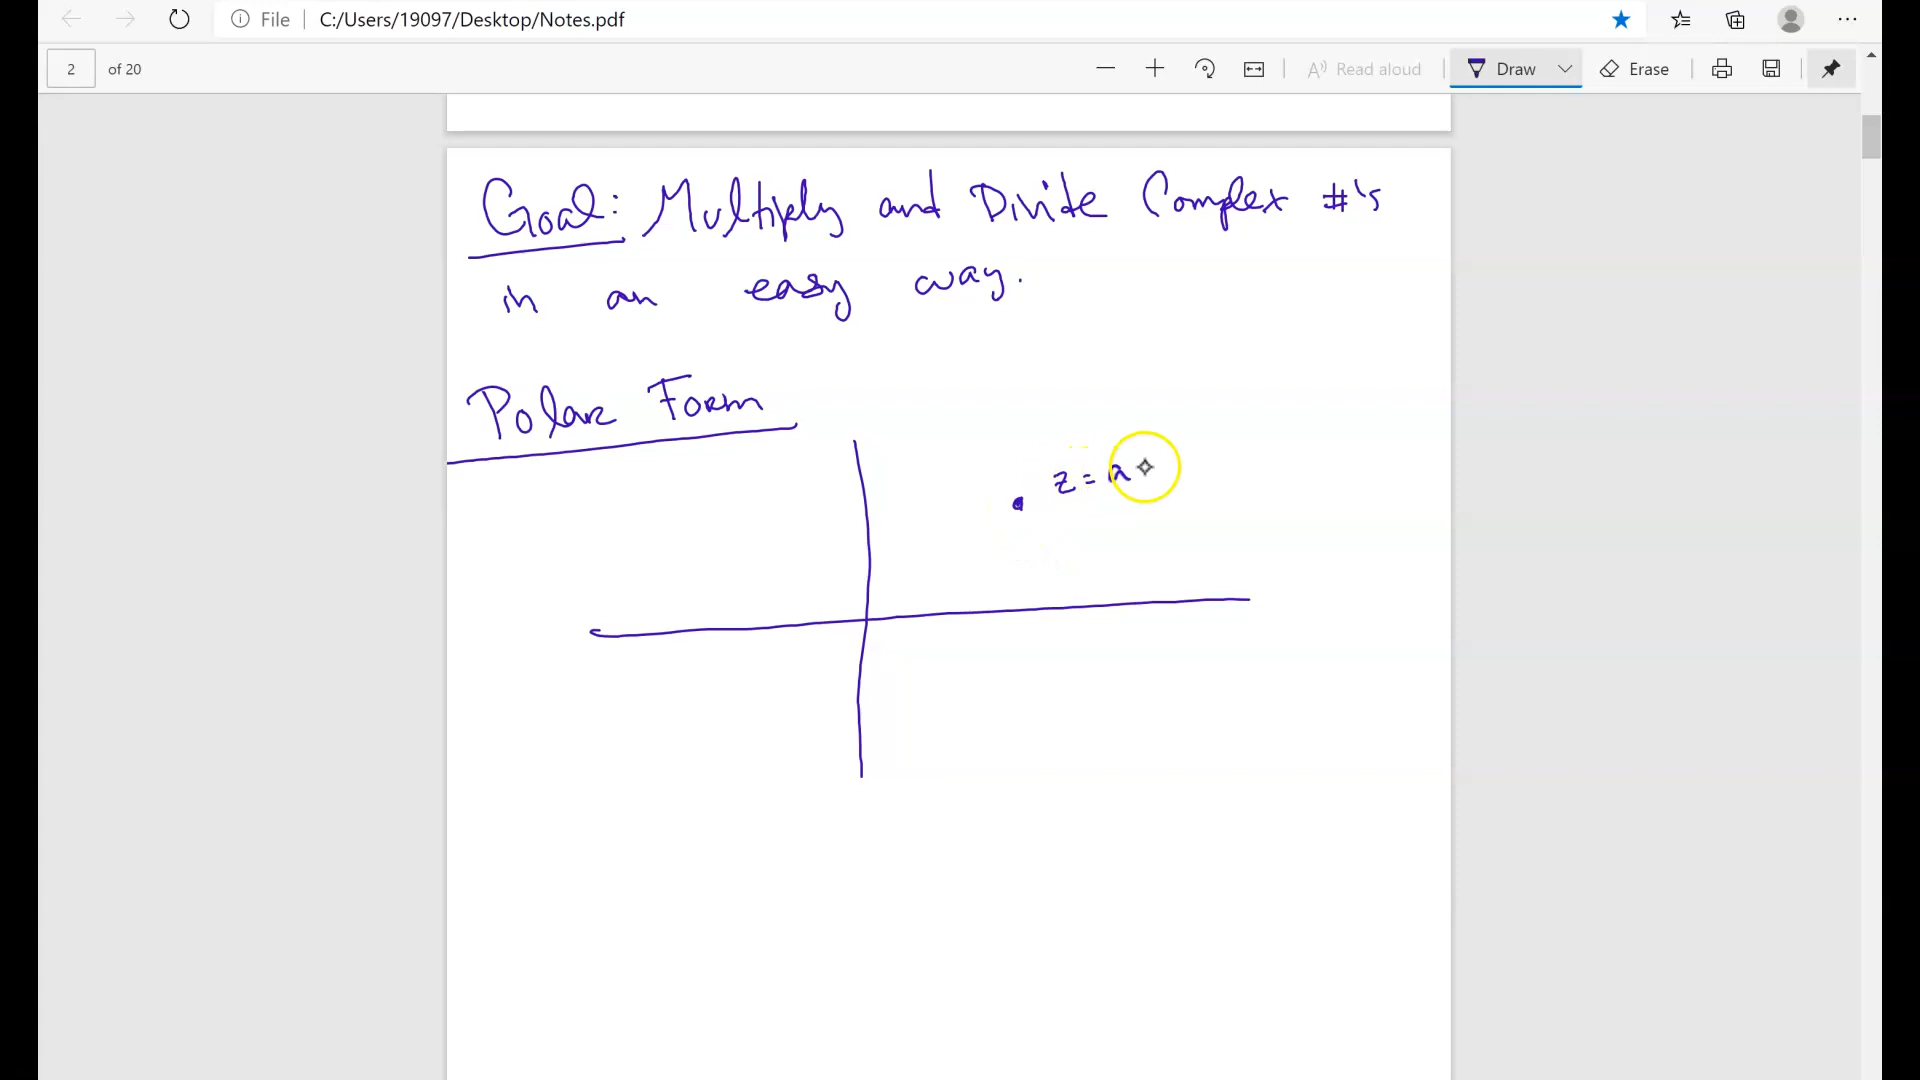 File C:/Users/19097/Desktop/Notes.pdf
2 of 20 Read aloud Draw Erase
Goal: Multiply and Divide Complex #'s
in an easy way.
Polar Form
z =